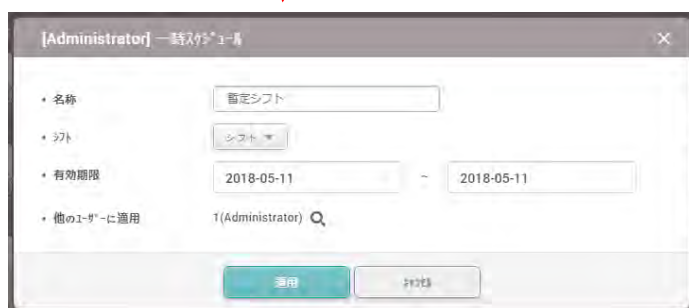 [Administrator] 一時ｽｹｼﾞｭｰﾙ
名称
暫定シフト
ｼﾌﾄ
シフト
有効期限
2018-05-11 ~ 2018-05-11
他のﾕｰｻﾞｰに適用
1(Administrator)
適用
ｷｬﾝｾﾙ